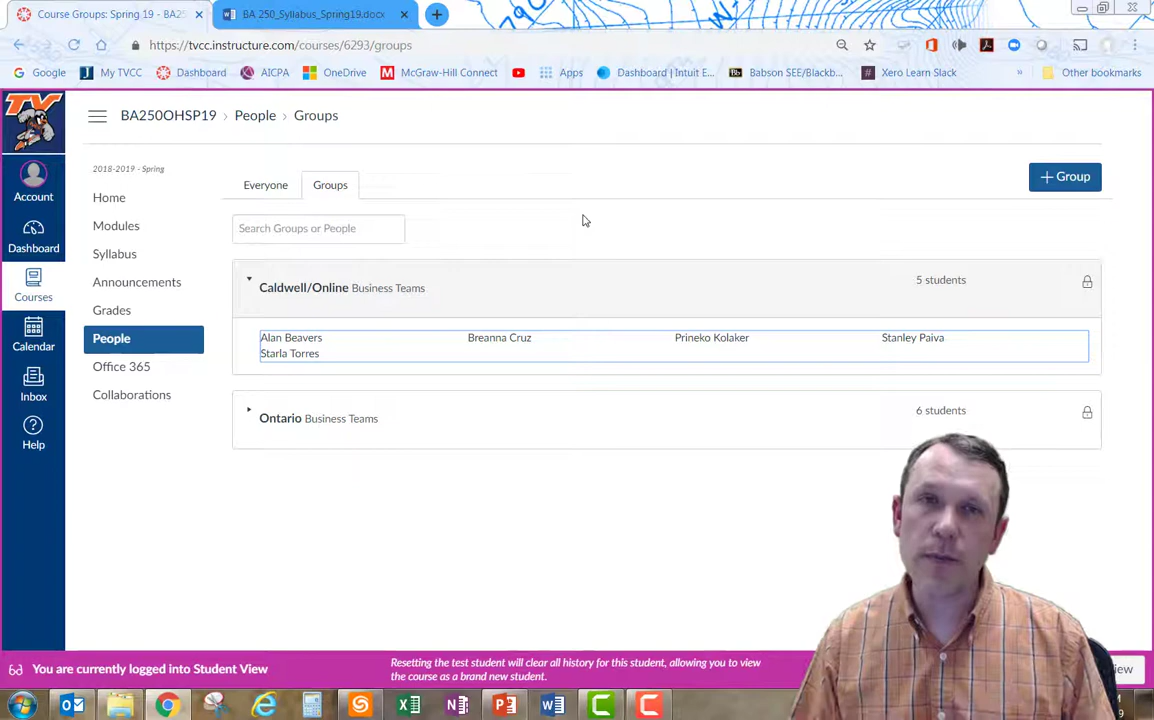 Course Groups: Spring 19 - BA25
BA 250_Syllabus_Spring19.docx
https://tvcc.instructure.com/courses/6293/groups
Google
My TVCC
Dashboard
AICPA
OneDrive
McGraw-Hill Connect
Apps
Dashboard | Intuit E...
Babson SEE/Blackb...
Xero Learn Slack
»
Other bookmarks
TV
BA250OHSP19 › People › Groups
2018-2019 - Spring
Home
Modules
Syllabus
Announcements
Grades
People
Office 365
Collaborations
Account
Dashboard
Courses
Calendar
Inbox
Help
Everyone
Groups
+ Group
Search Groups or People
Caldwell/Online Business Teams
5 students
Alan Beavers
Breanna Cruz
Prineko Kolaker
Stanley Paiva
Starla Torres
Ontario Business Teams
6 students
You are currently logged into Student View
Resetting the test student will clear all history for this student, allowing you to view
the course as a brand new student.